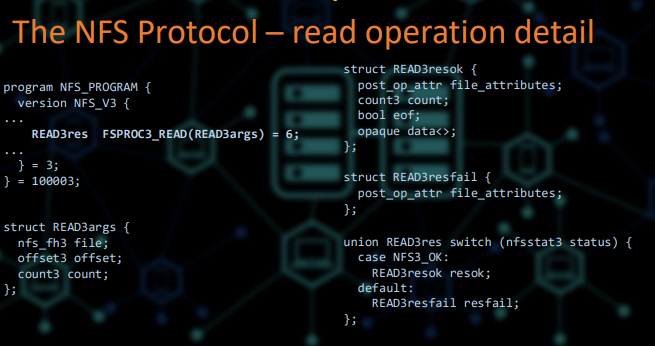 The NFS Protocol – read operation detail
program NFS_PROGRAM {
version NFS_V3 {
...
READ3res FSPROC3_READ(READ3args) = 6;
...
} = 3;
} = 100003;
struct READ3args {
nfs_fh3 file;
offset3 offset;
count3 count;
};
struct READ3resok {
post_op_attr file_attributes;
count3 count;
bool eof;
opaque data<>;
};
struct READ3resfail {
post_op_attr file_attributes;
};
union READ3res switch (nfsstat3 status) {
case NFS3_OK:
READ3resok resok;
default:
READ3resfail resfail;
};